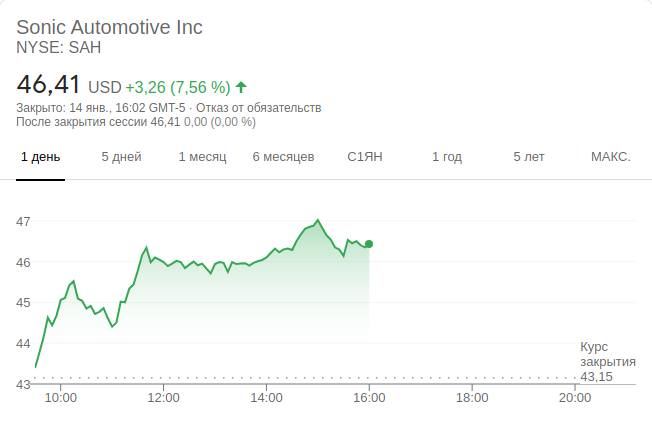 Sonic Automotive Inc
NYSE: SAH
46,41 USD +3,26 (7,56 %)
Закрыто: 14 янв., 16:02 GMT-5 · Отказ от обязательств
После закрытия сессии 46,41 0,00 (0,00 %)
1 день 5 дней 1 месяц 6 месяцев С1ЯН 1 год 5 лет МАКС.
47
46
45
44
Курс
закрытия
43,15
43
10:00 12:00 14:00 16:00 18:00 20:00